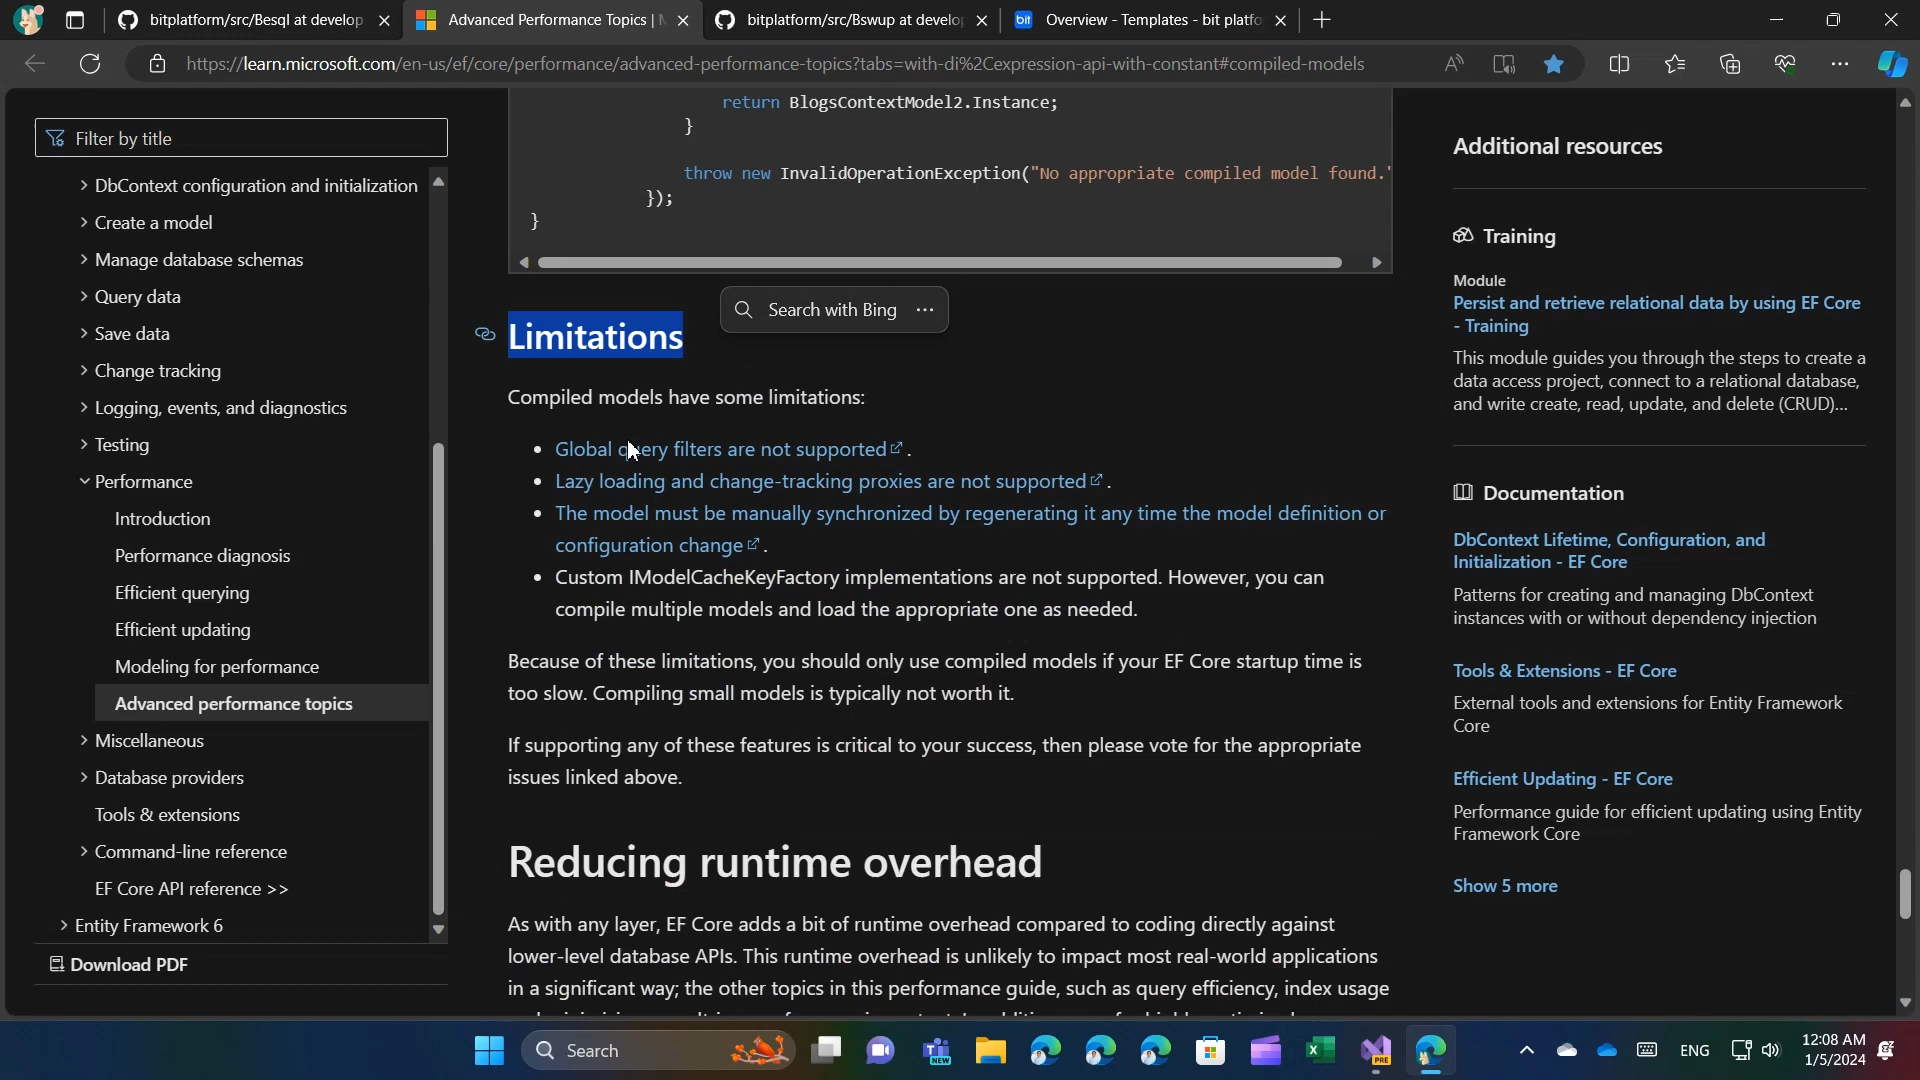 bitplatform/src/Besql at develop
Advanced Performance Topics |
bitplatform/src/Bswup at develo
bit
Overview - Templates - bit platfo
https://learn.microsoft.com/en-us/ef/core/performance/advanced-performance-topics?tabs=with-di%2Cexpression-api-with-constant#compiled-models
Filter by title
DbContext configuration and initialization
Create a model
Manage database schemas
Query data
Save data
Change tracking
Logging, events, and diagnostics
Testing
Performance
Introduction
Performance diagnosis
Efficient querying
Efficient updating
Modeling for performance
Advanced performance topics
Miscellaneous
Database providers
Tools & extensions
Command-line reference
EF Core API reference >>
Entity Framework 6
Download PDF
return BlogsContextModel2.Instance;
}
throw new InvalidOperationException("No appropriate compiled model found."
});
}
Search with Bing ···
Limitations
Compiled models have some limitations:
• Global query filters are not supported.
• Lazy loading and change-tracking proxies are not supported.
• The model must be manually synchronized by regenerating it any time the model definition or
configuration change.
• Custom IModelCacheKeyFactory implementations are not supported. However, you can
compile multiple models and load the appropriate one as needed.
Because of these limitations, you should only use compiled models if your EF Core startup time is
too slow. Compiling small models is typically not worth it.
If supporting any of these features is critical to your success, then please vote for the appropriate
issues linked above.
Reducing runtime overhead
As with any layer, EF Core adds a bit of runtime overhead compared to coding directly against
lower-level database APIs. This runtime overhead is unlikely to impact most real-world applications
in a significant way; the other topics in this performance guide, such as query efficiency, index usage
Additional resources
Training
Module
Persist and retrieve relational data by using EF Core
- Training
This module guides you through the steps to create a
data access project, connect to a relational database,
and write create, read, update, and delete (CRUD)...
Documentation
DbContext Lifetime, Configuration, and
Initialization - EF Core
Patterns for creating and managing DbContext
instances with or without dependency injection
Tools & Extensions - EF Core
External tools and extensions for Entity Framework
Core
Efficient Updating - EF Core
Performance guide for efficient updating using Entity
Framework Core
Show 5 more
Search
NEW
PRE
ENG
12:08 AM
1/5/2024